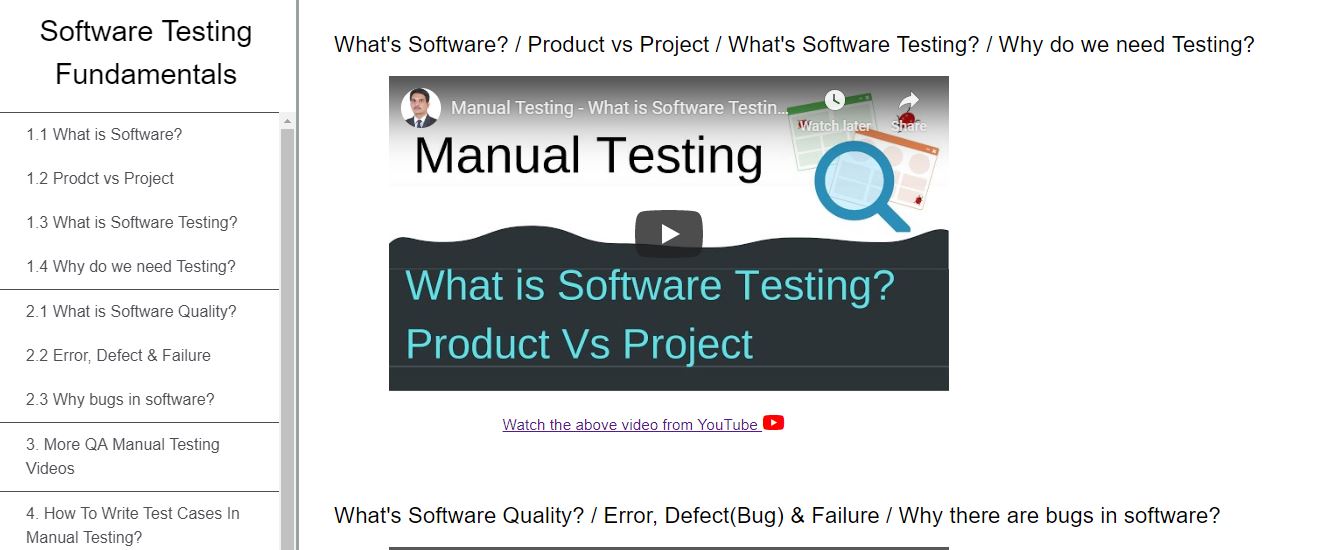 Software Testing
Fundamentals
1.1 What is Software?
1.2 Prodct vs Project
1.3 What is Software Testing?
1.4 Why do we need Testing?
2.1 What is Software Quality?
2.2 Error, Defect & Failure
2.3 Why bugs in software?
3. More QA Manual Testing
Videos
4. How To Write Test Cases In
Manual Testing?
What's Software? / Product vs Project / What's Software Testing? / Why do we need Testing?
Manual Testing - What is Software Testin...
Watch later
Share
Manual Testing
What is Software Testing?
Product Vs Project
Watch the above video from YouTube
What's Software Quality? / Error, Defect(Bug) & Failure / Why there are bugs in software?